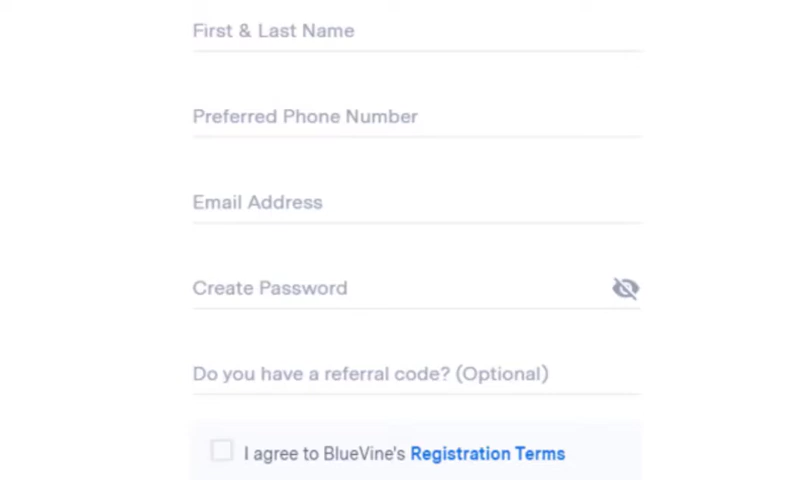 First & Last Name
Preferred Phone Number
Email Address
Create Password
Do you have a referral code? (Optional)
I agree to BlueVine's Registration Terms